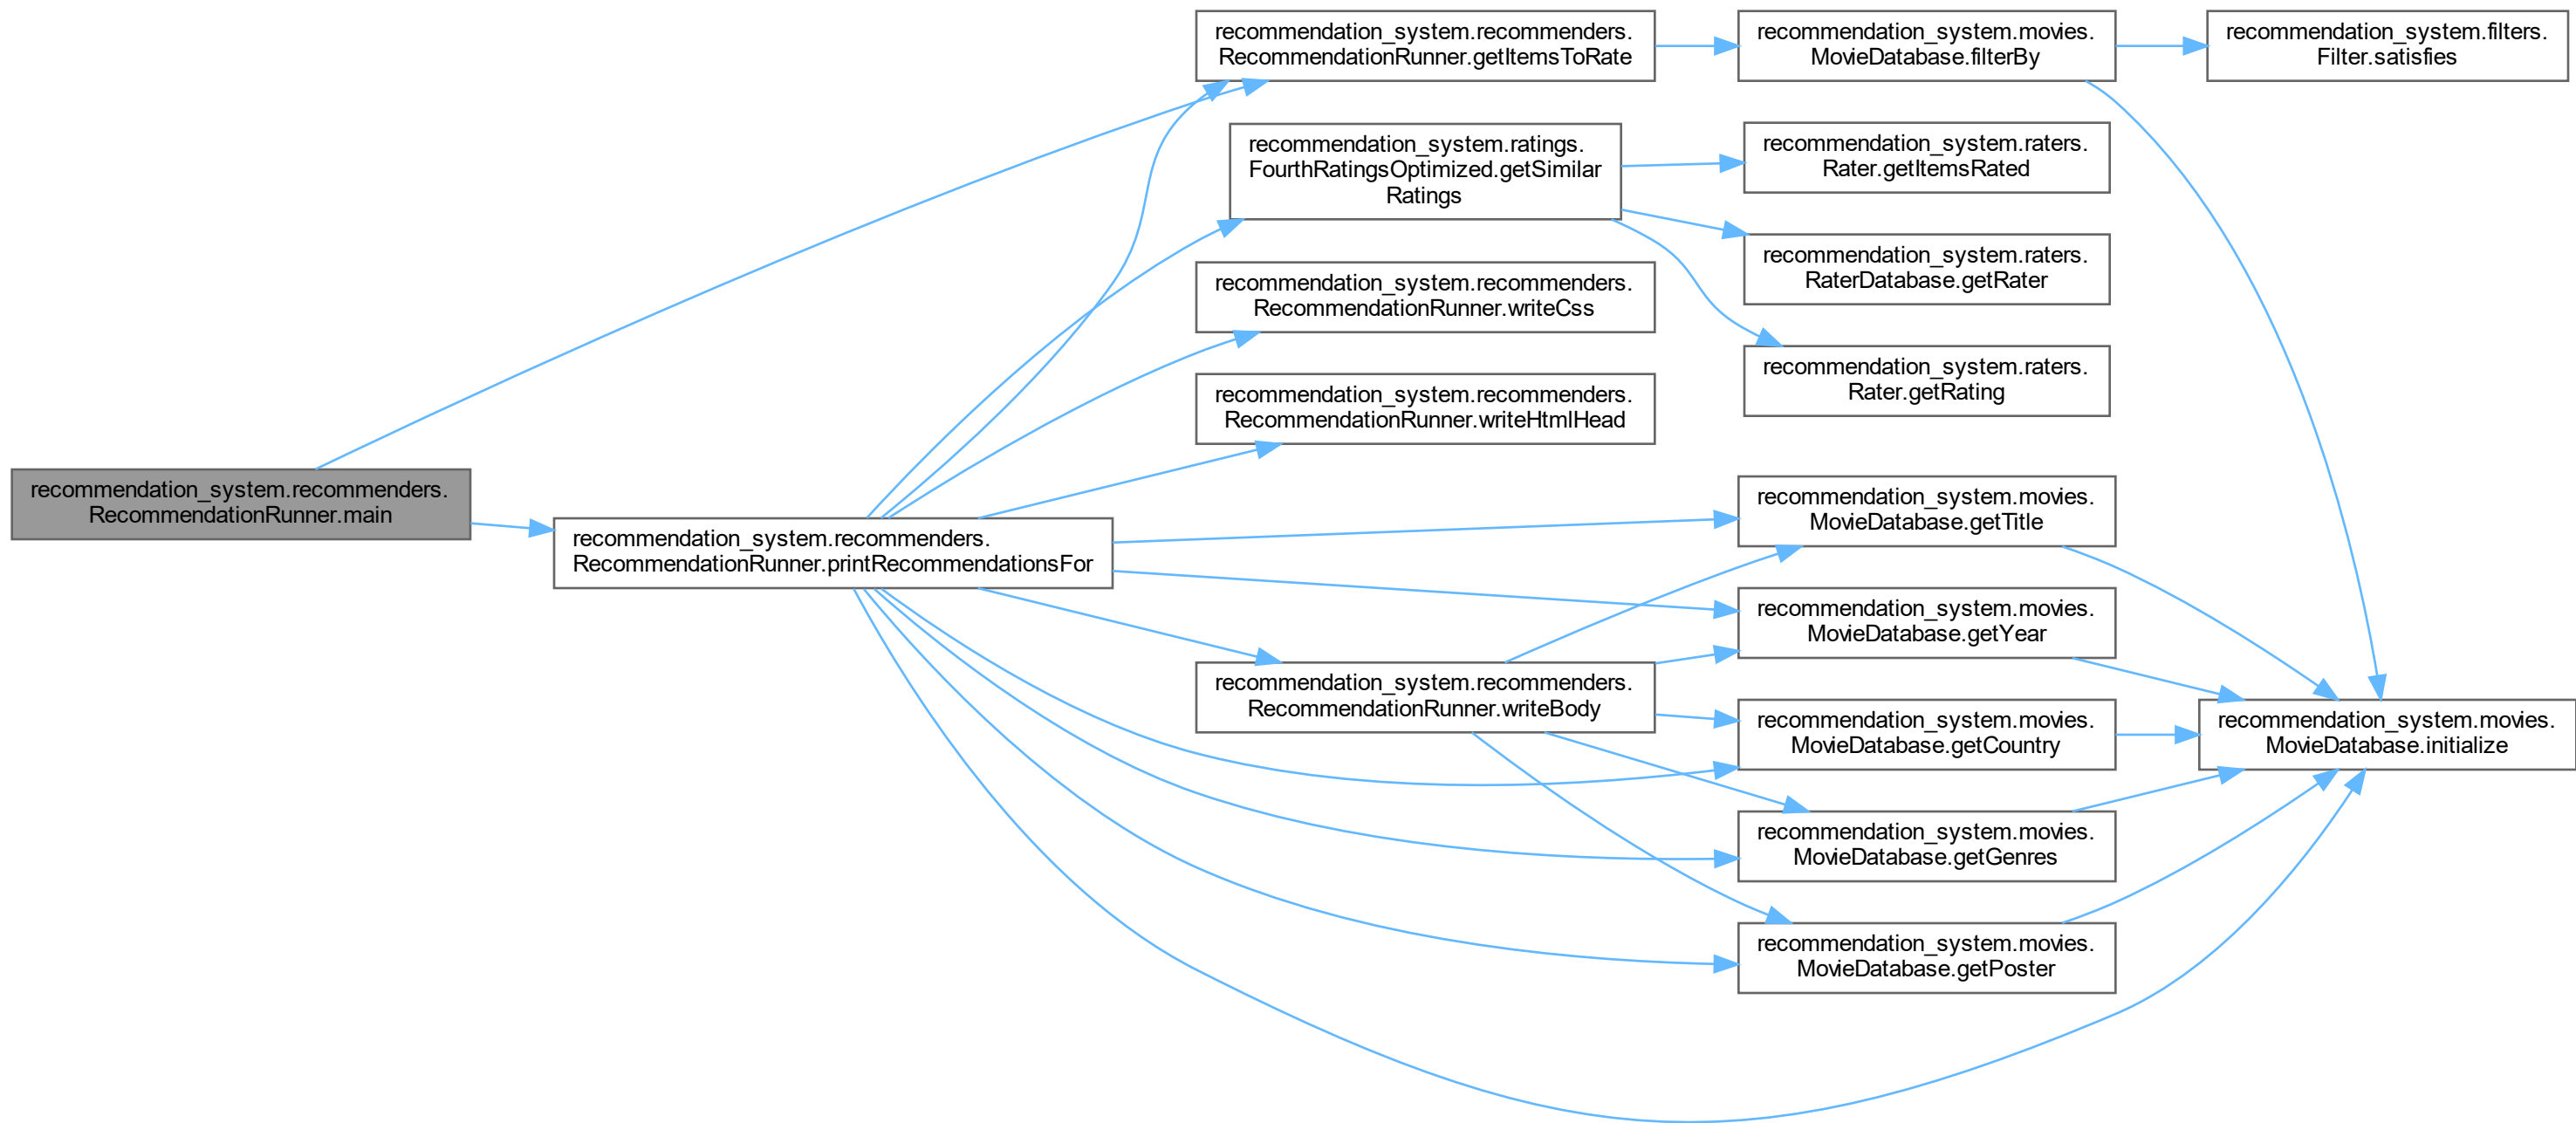 recommendation_system.recommenders.
RecommendationRunner.main
recommendation_system.recommenders.
RecommendationRunner.printRecommendationsFor
recommendation_system.recommenders.
RecommendationRunner.getItemsToRate
recommendation_system.ratings.
FourthRatingsOptimized.getSimilar
Ratings
recommendation_system.recommenders.
RecommendationRunner.writeCss
recommendation_system.recommenders.
RecommendationRunner.writeHtmlHead
recommendation_system.recommenders.
RecommendationRunner.writeBody
recommendation_system.movies.
MovieDatabase.filterBy
recommendation_system.raters.
Rater.getItemsRated
recommendation_system.raters.
RaterDatabase.getRater
recommendation_system.raters.
Rater.getRating
recommendation_system.movies.
MovieDatabase.getTitle
recommendation_system.movies.
MovieDatabase.getYear
recommendation_system.movies.
MovieDatabase.getCountry
recommendation_system.movies.
MovieDatabase.getGenres
recommendation_system.movies.
MovieDatabase.getPoster
recommendation_system.filters.
Filter.satisfies
recommendation_system.movies.
MovieDatabase.initialize